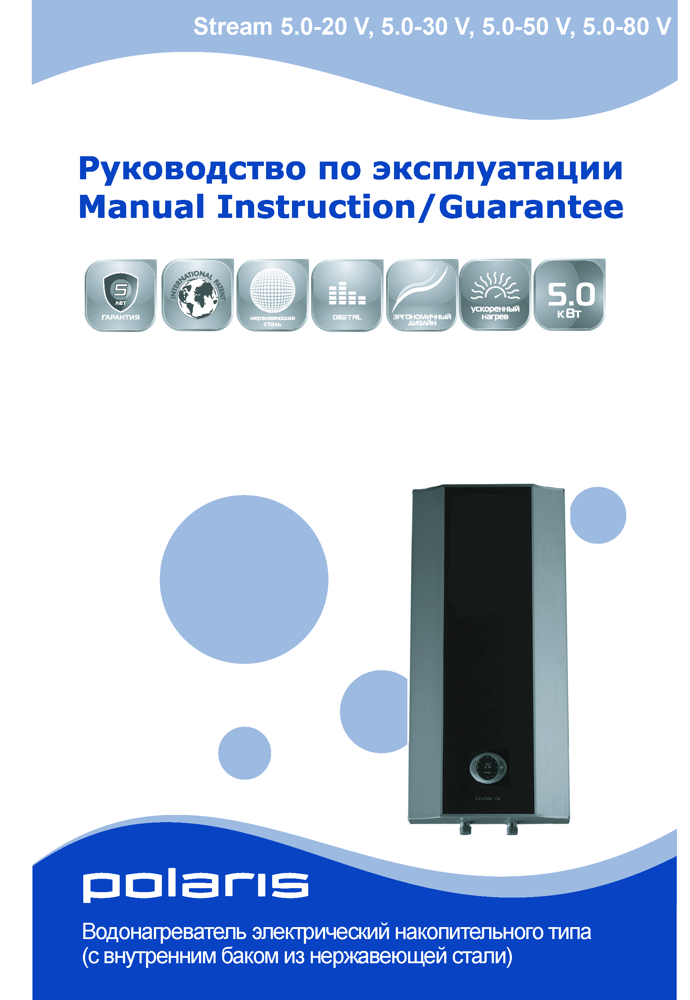 Stream 5.0-20 V, 5.0-30 V, 5.0-50 V, 5.0-80 V
Руководство по эксплуатации
Manual Instruction/Guarantee
5
лет
ГАРАНТИЯ
INTERNATIONAL PATENT
нержавеющая
сталь
DIGITAL
ЭРГОНОМИЧНЫЙ
ДИЗАЙН
ускоренный
нагрев
5.0
кВт
26
polaris
polaris
Водонагреватель электрический накопительного типа
(с внутренним баком из нержавеющей стали)